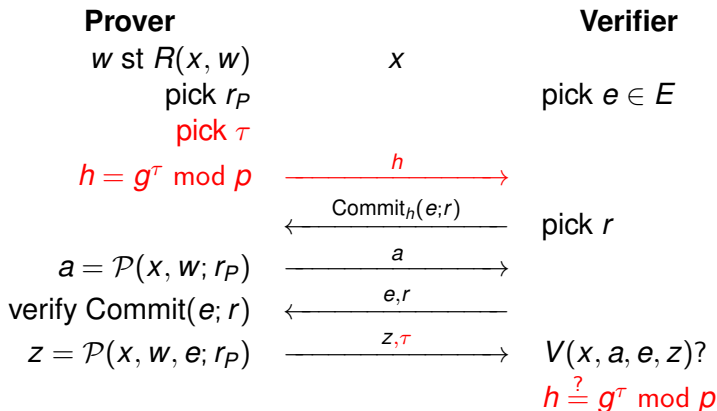 Prover Verifier
w st R(x, w) x
pick r_P pick e ∈ E
pick τ
h = g^τ mod p h
Commit_h(e; r) pick r
a = 𝒫(x, w; r_P) a
verify Commit(e; r) e,r
z = 𝒫(x, w, e; r_P) z,τ V(x, a, e, z)?
h ≟ g^τ mod p